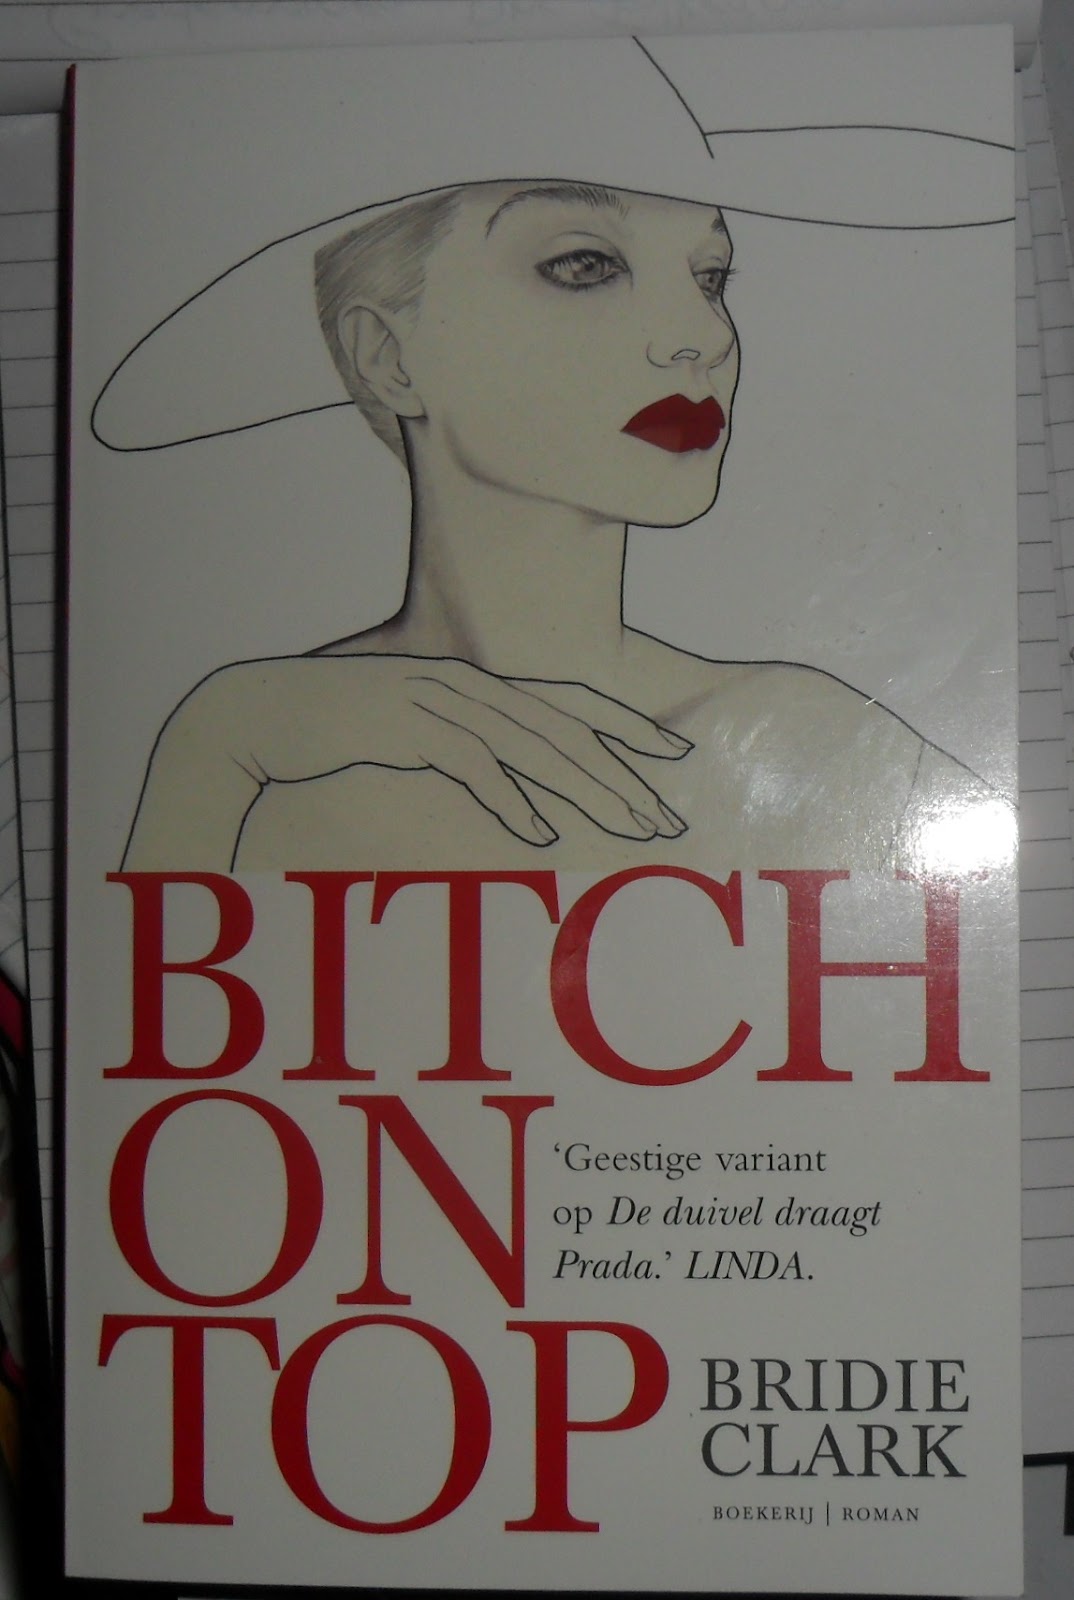 BITCH
ON
TOP
‘Geestige variant
op De duivel draagt
Prada.’ LINDA.
BRIDIE
CLARK
BOEKERIJ | ROMAN